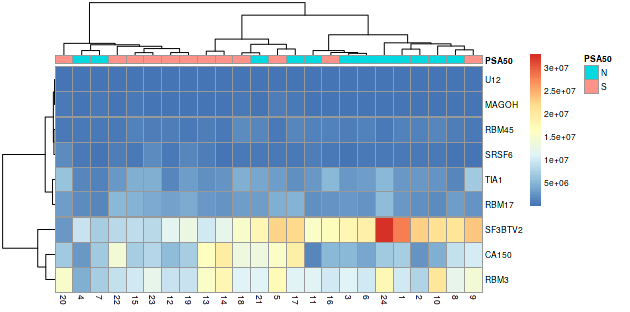 PSA50
U12
MAGOH
RBM45
SRSF6
TIA1
RBM17
SF3BTV2
CA150
RBM3
20 4 7 22 15 23 12 19 13 14 18 21 5 17 11 16 3 6 24 1 2 10 8 9
3e+07
2.5e+07
2e+07
1.5e+07
1e+07
5e+06
PSA50
N
S